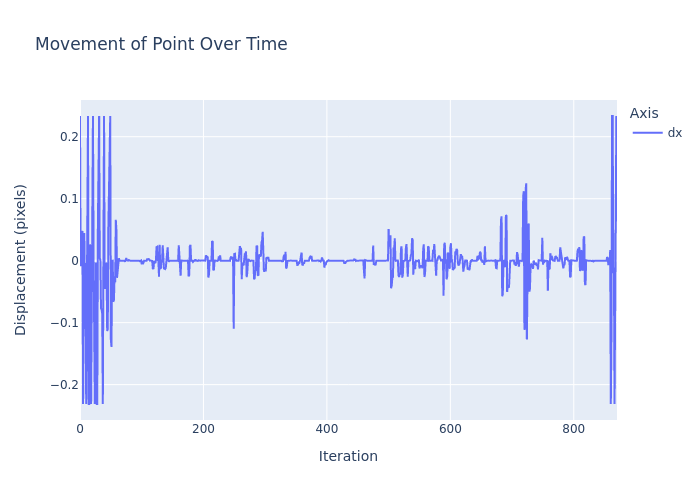 Movement of Point Over Time
Axis
dx
Displacement (pixels)
0.2
0.1
0
−0.1
−0.2
0
200
400
600
800
Iteration